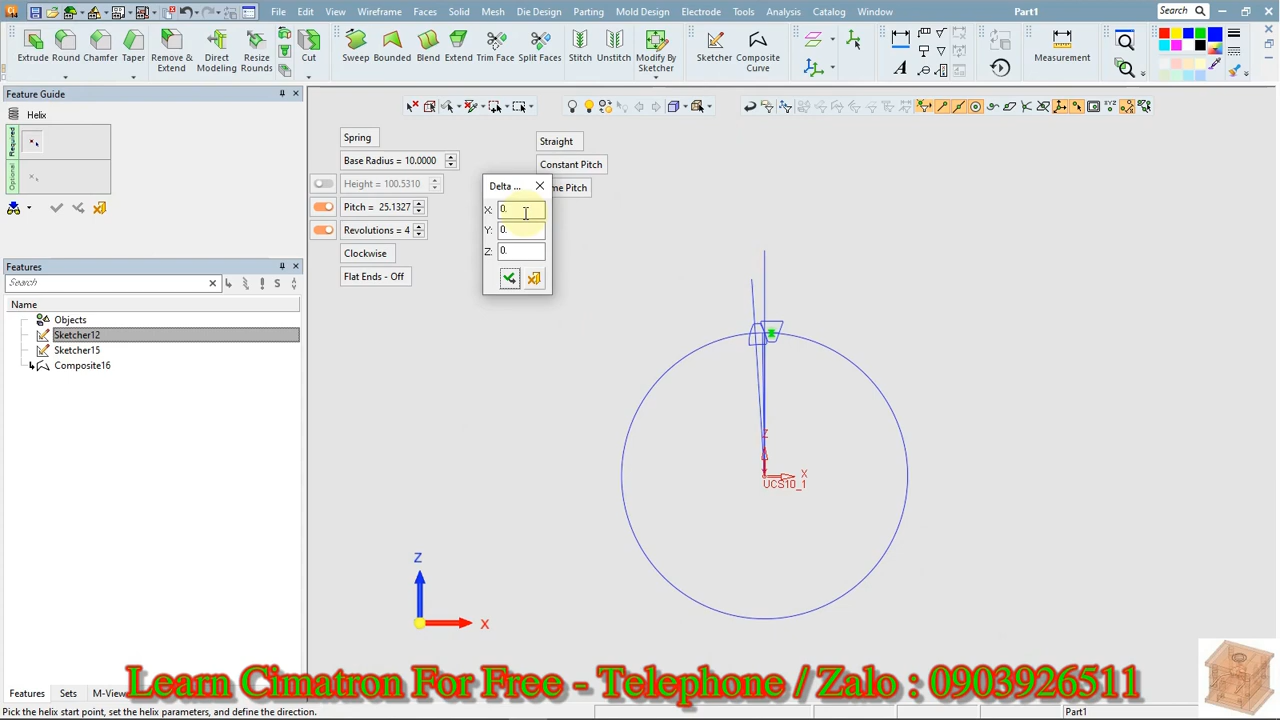 File Edit View Wireframe Faces Solid Mesh Die Design Parting Mold Design Electrode Tools Analysis Catalog Window Part1 Search
Extrude Round Chamfer Taper Remove & Extend Direct Modeling Resize Rounds Cut Sweep Bounded Blend Extend Trim Faces Split Faces Stitch Unstitch Modify By Sketcher Sketcher Composite Curve Measurement
Feature Guide
Helix
Required
Optional
Spring
Base Radius = 10.0000
Height = 100.5310
Pitch = 25.1327
Revolutions = 4
Clockwise
Flat Ends - Off
Straight
Constant Pitch
me Pitch
Delta ...
X: 0.
Y: 0.
Z: 0.
Features
Search
S
Name
Objects
Sketcher12
Sketcher15
Composite16
Z
X
UCS10_1
Z
X
Features Sets M-View
Learn Cimatron For Free - Telephone / Zalo : 0903926511
Pick the helix start point, set the helix parameters, and define the direction.
Part1